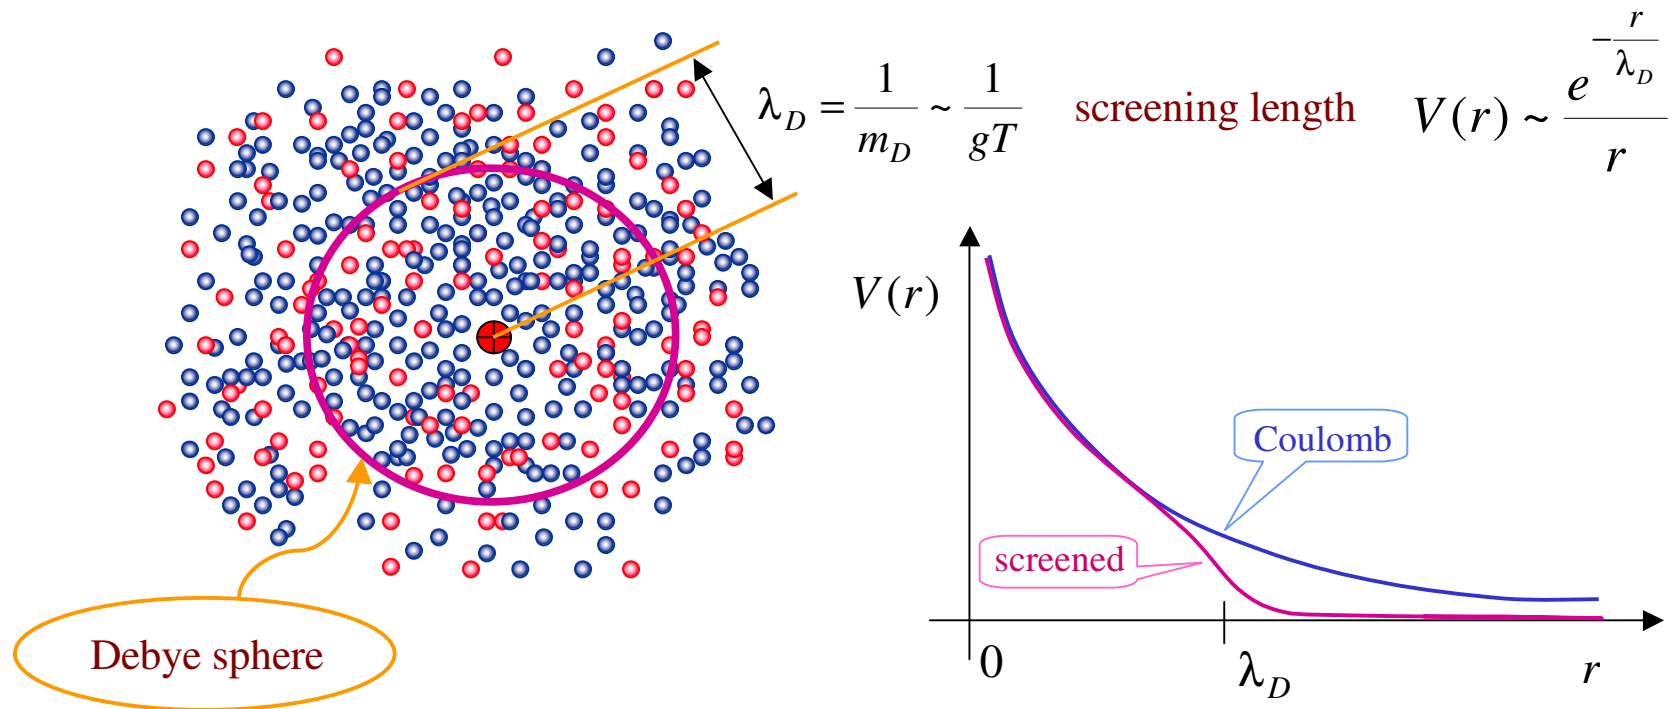 λ_D = 1/m_D ~ 1/gT
screening length
V(r) ~ e^{-r/λ_D}/r
V(r)
Coulomb
screened
Debye sphere
0
λ_D
r